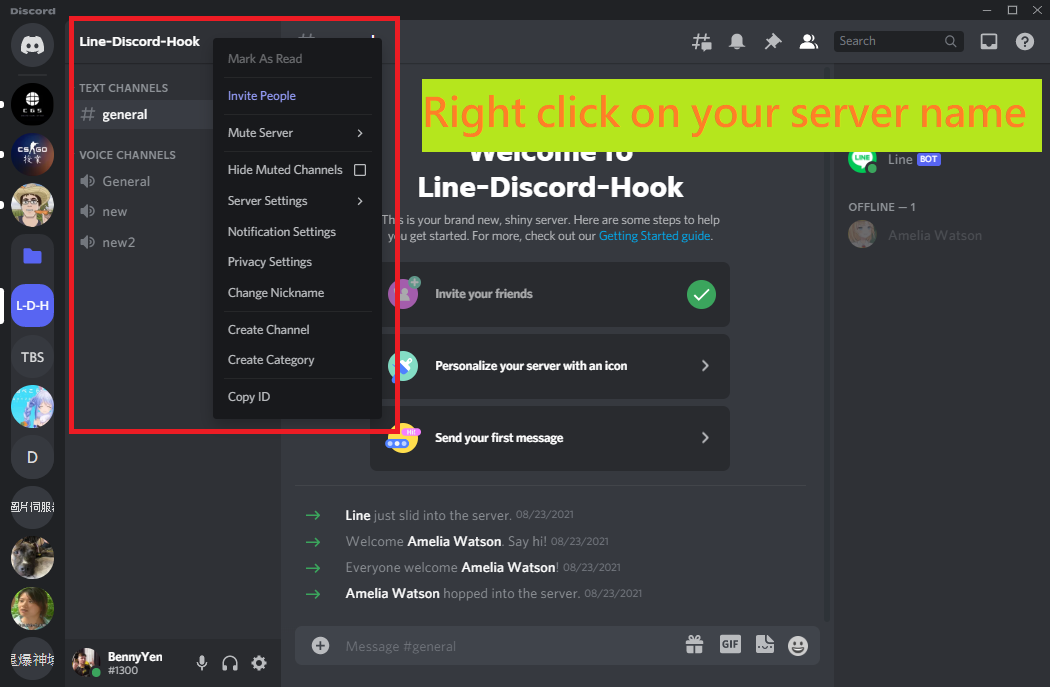 Discord
Line-Discord-Hook
Mark As Read
Invite People
Mute Server
Hide Muted Channels
Server Settings
Notification Settings
Privacy Settings
Change Nickname
Create Channel
Create Category
Copy ID
TEXT CHANNELS
general
VOICE CHANNELS
General
new
new2
CGS
CS:GO
授業
L-D-H
TBS
D
圖片伺服
爆神
BennyYen
#1300
Search
Right click on your server name
Welcome To
Line-Discord-Hook
This is your brand new, shiny server. Here are some steps to help
you get started. For more, check out our Getting Started guide.
Invite your friends
Personalize your server with an icon
Hi!
Send your first message
Line just slid into the server. 08/23/2021
Welcome Amelia Watson. Say hi! 08/23/2021
Everyone welcome Amelia Watson! 08/23/2021
Amelia Watson hopped into the server. 08/23/2021
Message #general
GIF
LINE
Line BOT
OFFLINE — 1
Amelia Watson